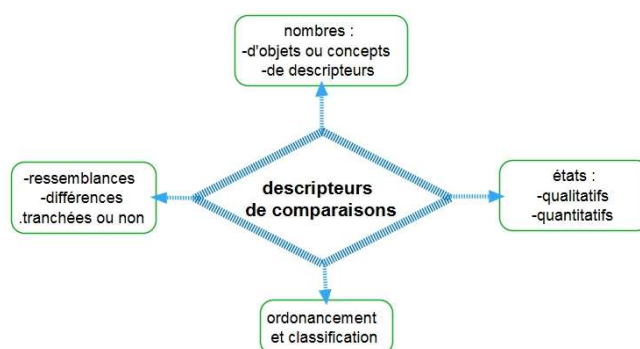 nombres :
-d'objets ou concepts
-de descripteurs
-ressemblances
-différences
.tranchées ou non
descripteurs
de comparaisons
états :
-qualitatifs
-quantitatifs
ordonancement
et classification